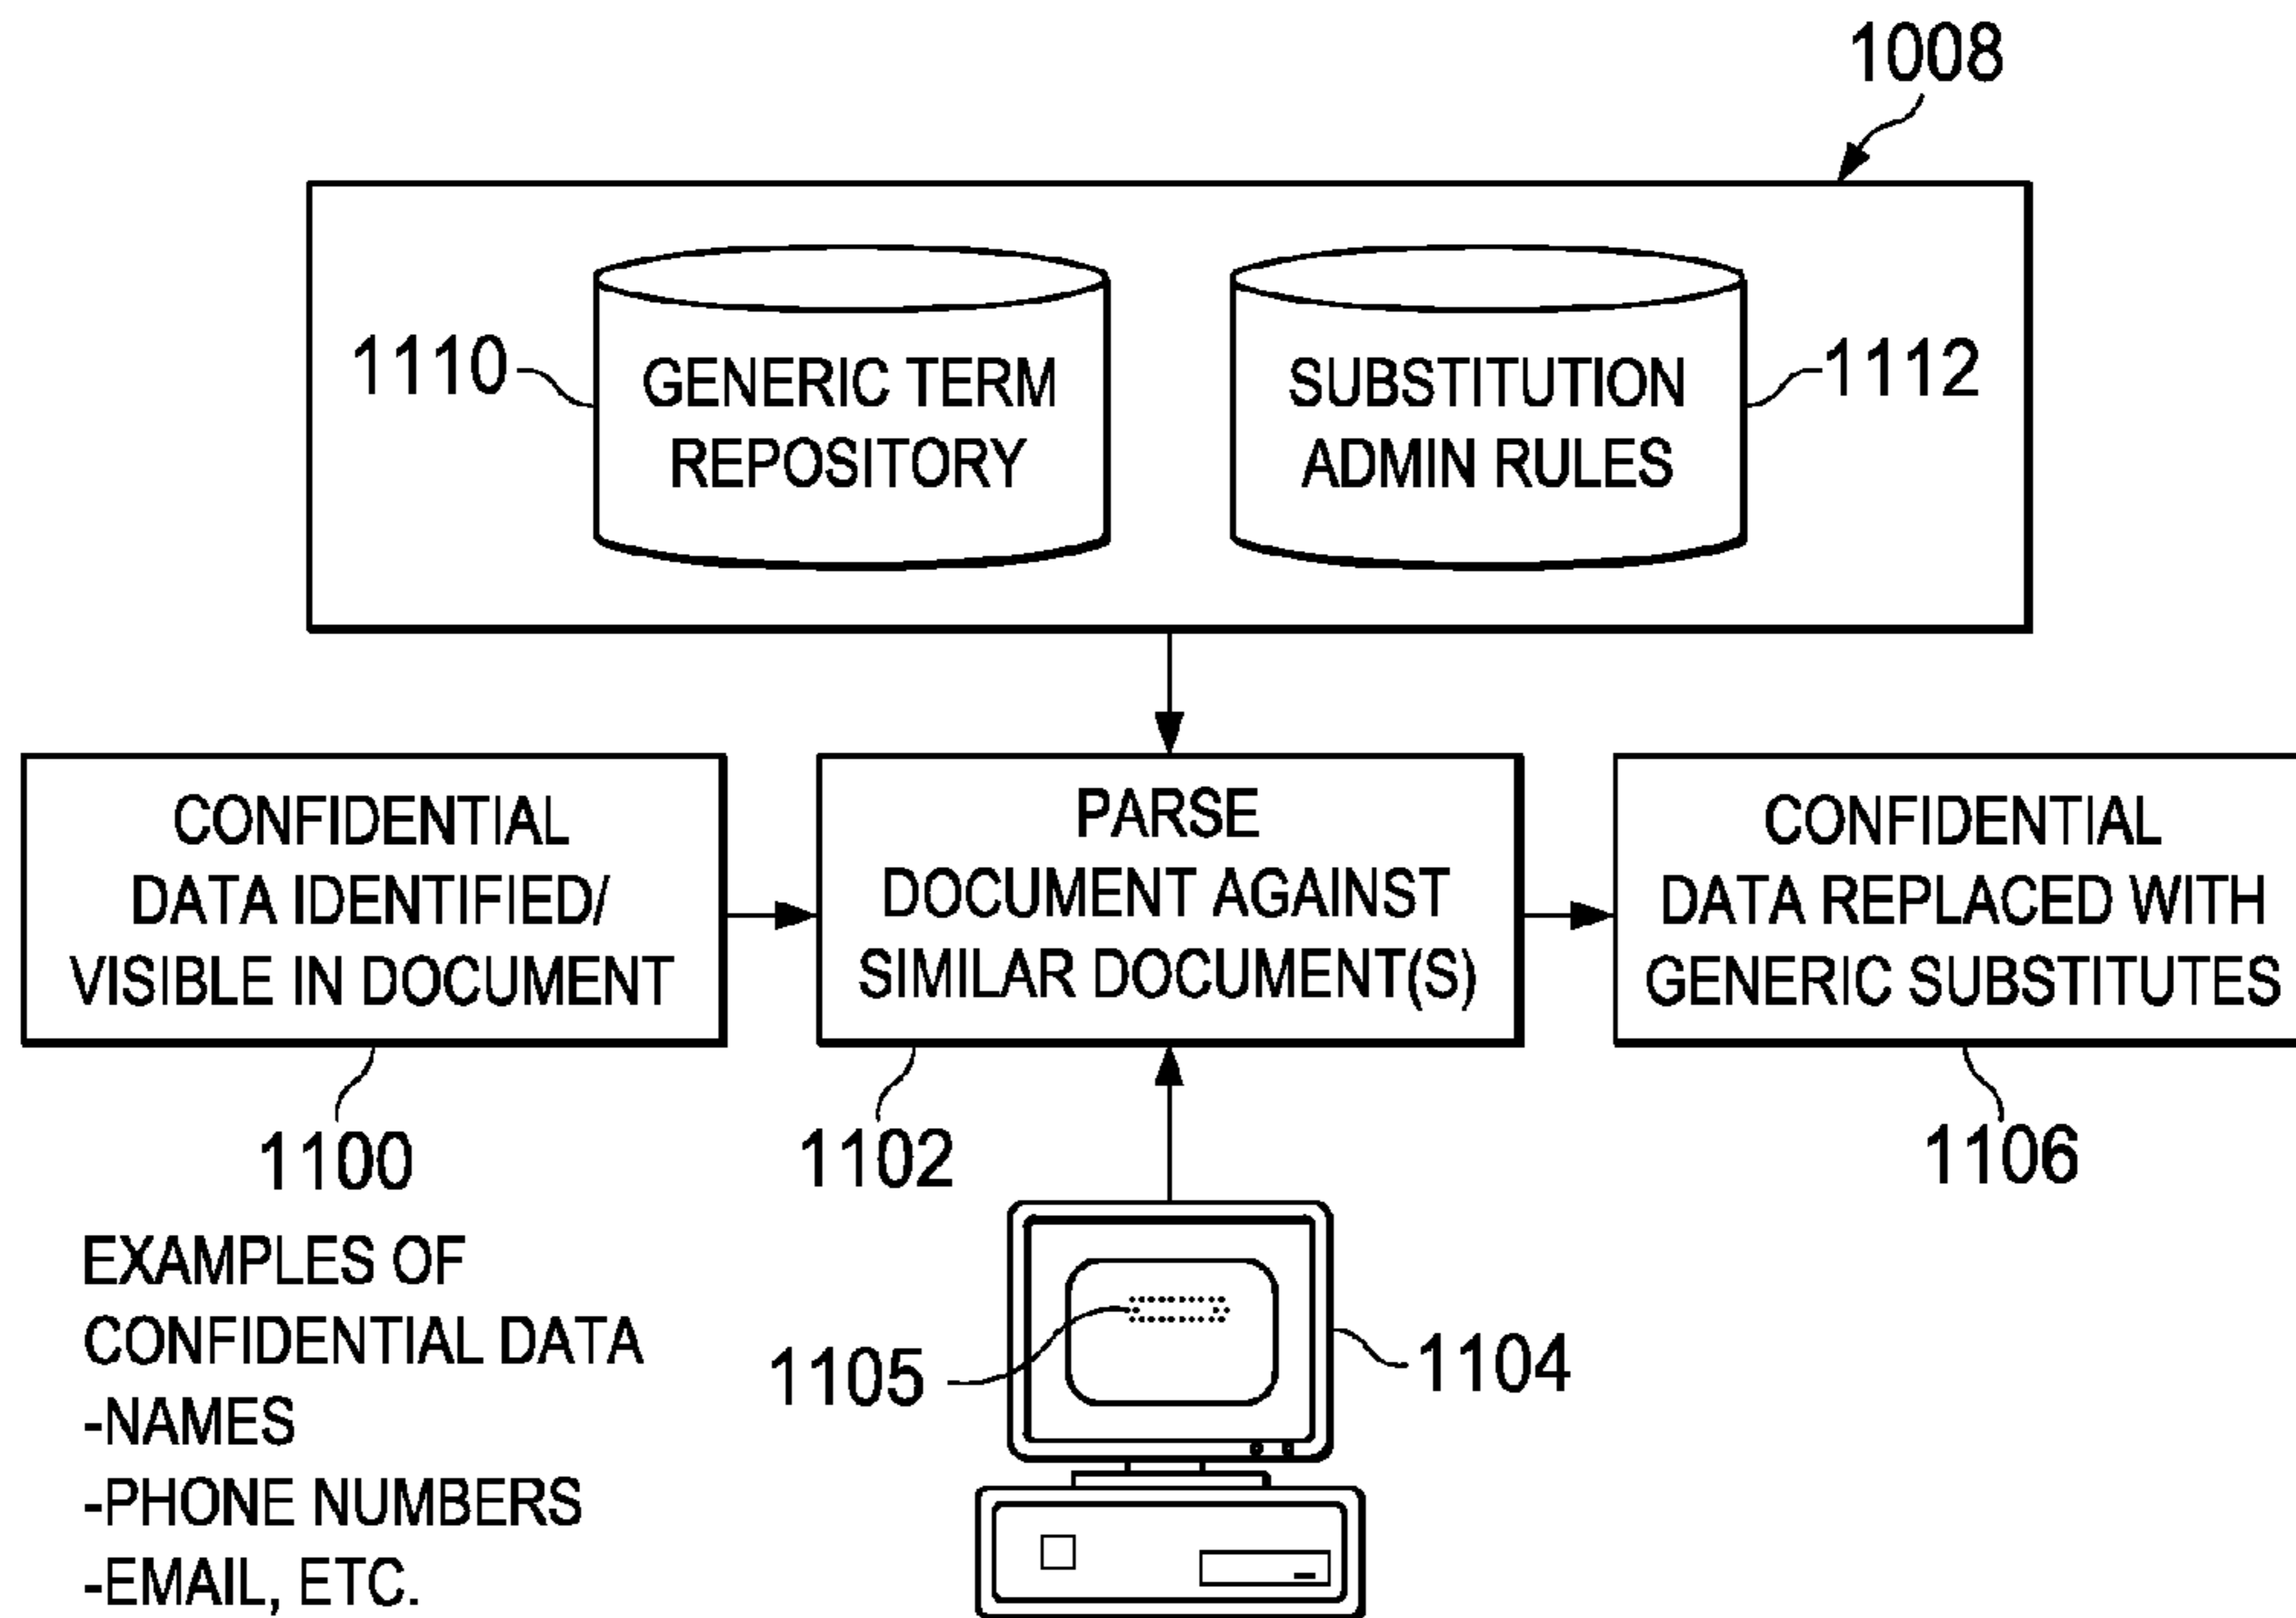 1008
1110
GENERIC TERM
REPOSITORY
SUBSTITUTION
ADMIN RULES
1112
CONFIDENTIAL
DATA IDENTIFIED/
VISIBLE IN DOCUMENT
PARSE
DOCUMENT AGAINST
SIMILAR DOCUMENT(S)
CONFIDENTIAL
DATA REPLACED WITH
GENERIC SUBSTITUTES
1100
1102
1106
EXAMPLES OF
CONFIDENTIAL DATA
-NAMES
-PHONE NUMBERS
-EMAIL, ETC.
1105
1104